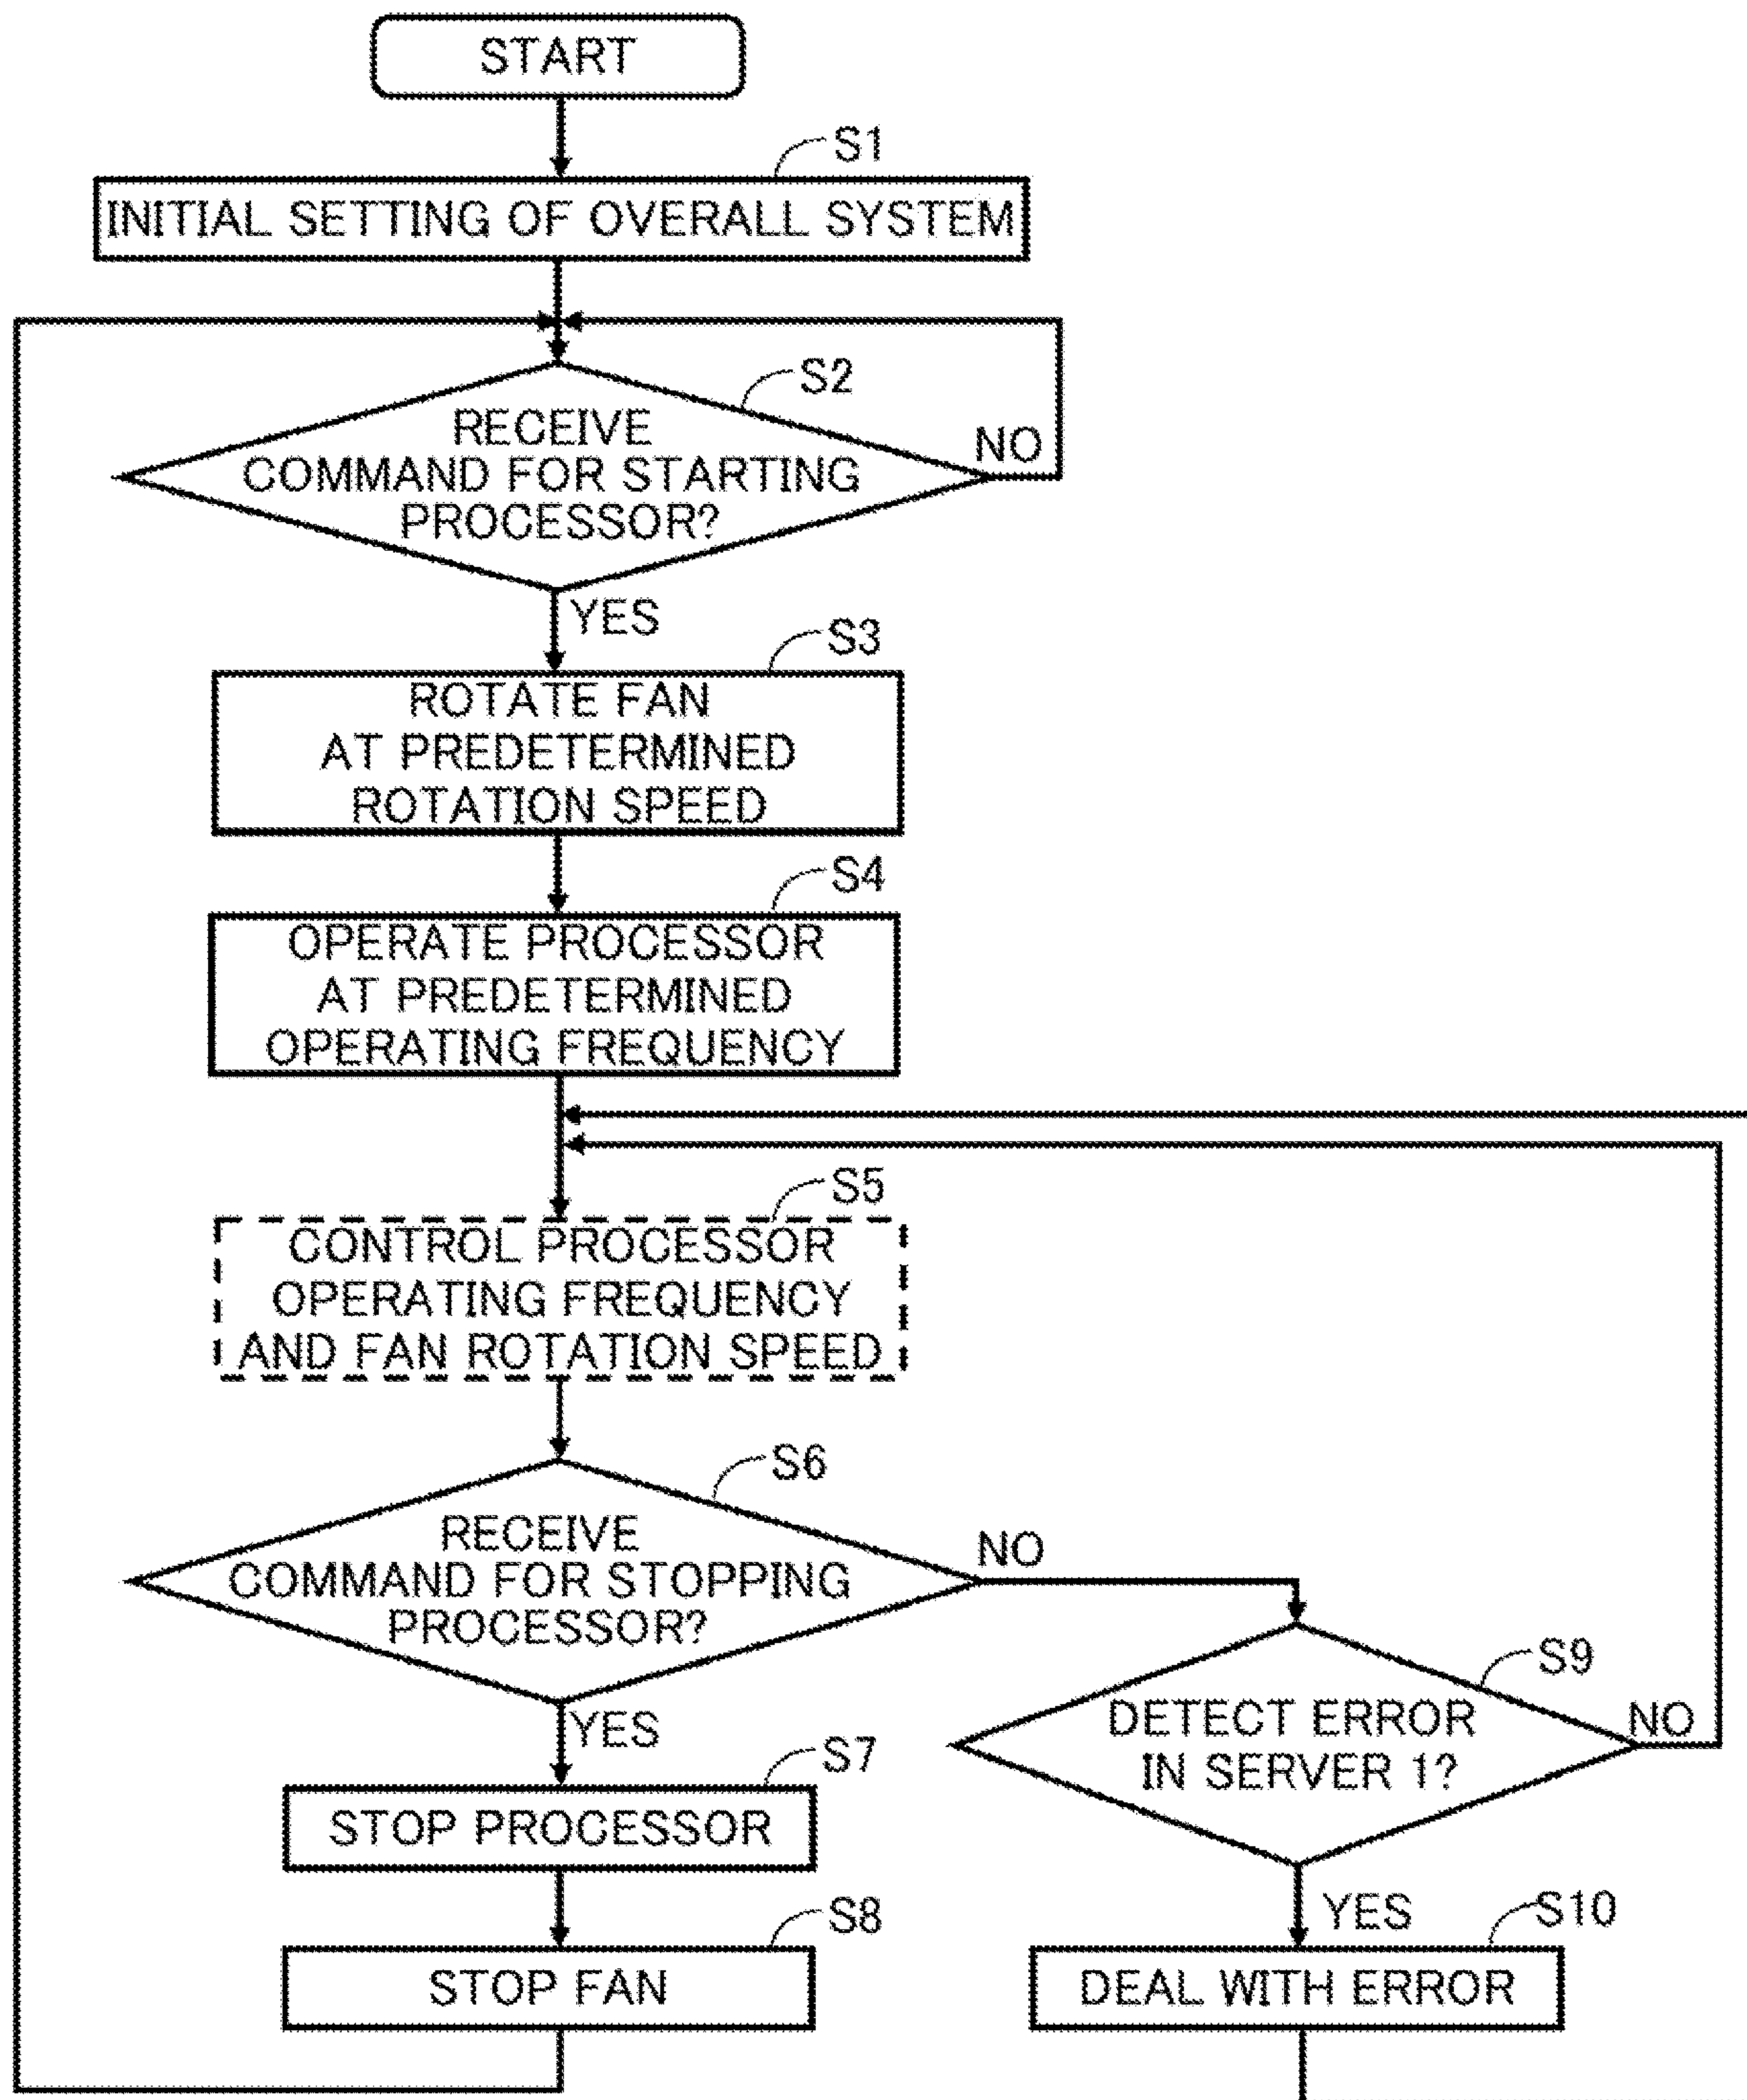 START
S1
INITIAL SETTING OF OVERALL SYSTEM
S2
RECEIVE
COMMAND FOR STARTING
PROCESSOR?
NO
YES
S3
ROTATE FAN
AT PREDETERMINED
ROTATION SPEED
S4
OPERATE PROCESSOR
AT PREDETERMINED
OPERATING FREQUENCY
S5
CONTROL PROCESSOR
OPERATING FREQUENCY
AND FAN ROTATION SPEED
S6
RECEIVE
COMMAND FOR STOPPING
PROCESSOR?
NO
YES
S9
DETECT ERROR
IN SERVER 1?
NO
YES
S7
STOP PROCESSOR
S8
STOP FAN
S10
DEAL WITH ERROR